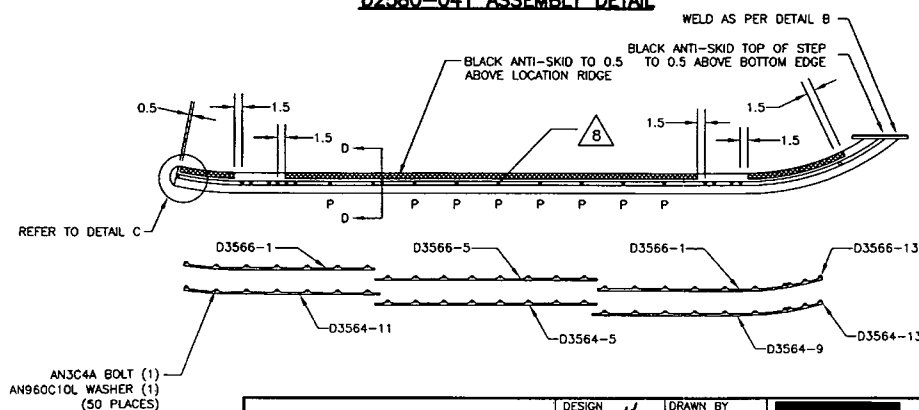 D2580-041 ASSEMBLY DETAIL
WELD AS PER DETAIL B
BLACK ANTI-SKID TO 0.5
ABOVE LOCATION RIDGE
BLACK ANTI-SKID TOP OF STEP
TO 0.5 ABOVE BOTTOM EDGE
0.5
1.5
1.5
1.5
1.5
8
D
D
P P P P P P P P
REFER TO DETAIL C
D3566-1
D3566-5
D3566-1
D3566-13
D3564-11
D3564-5
D3564-9
D3564-13
AN3C4A BOLT (1)
AN960C10L WASHER (1)
(50 PLACES)
DESIGN
DRAWN BY